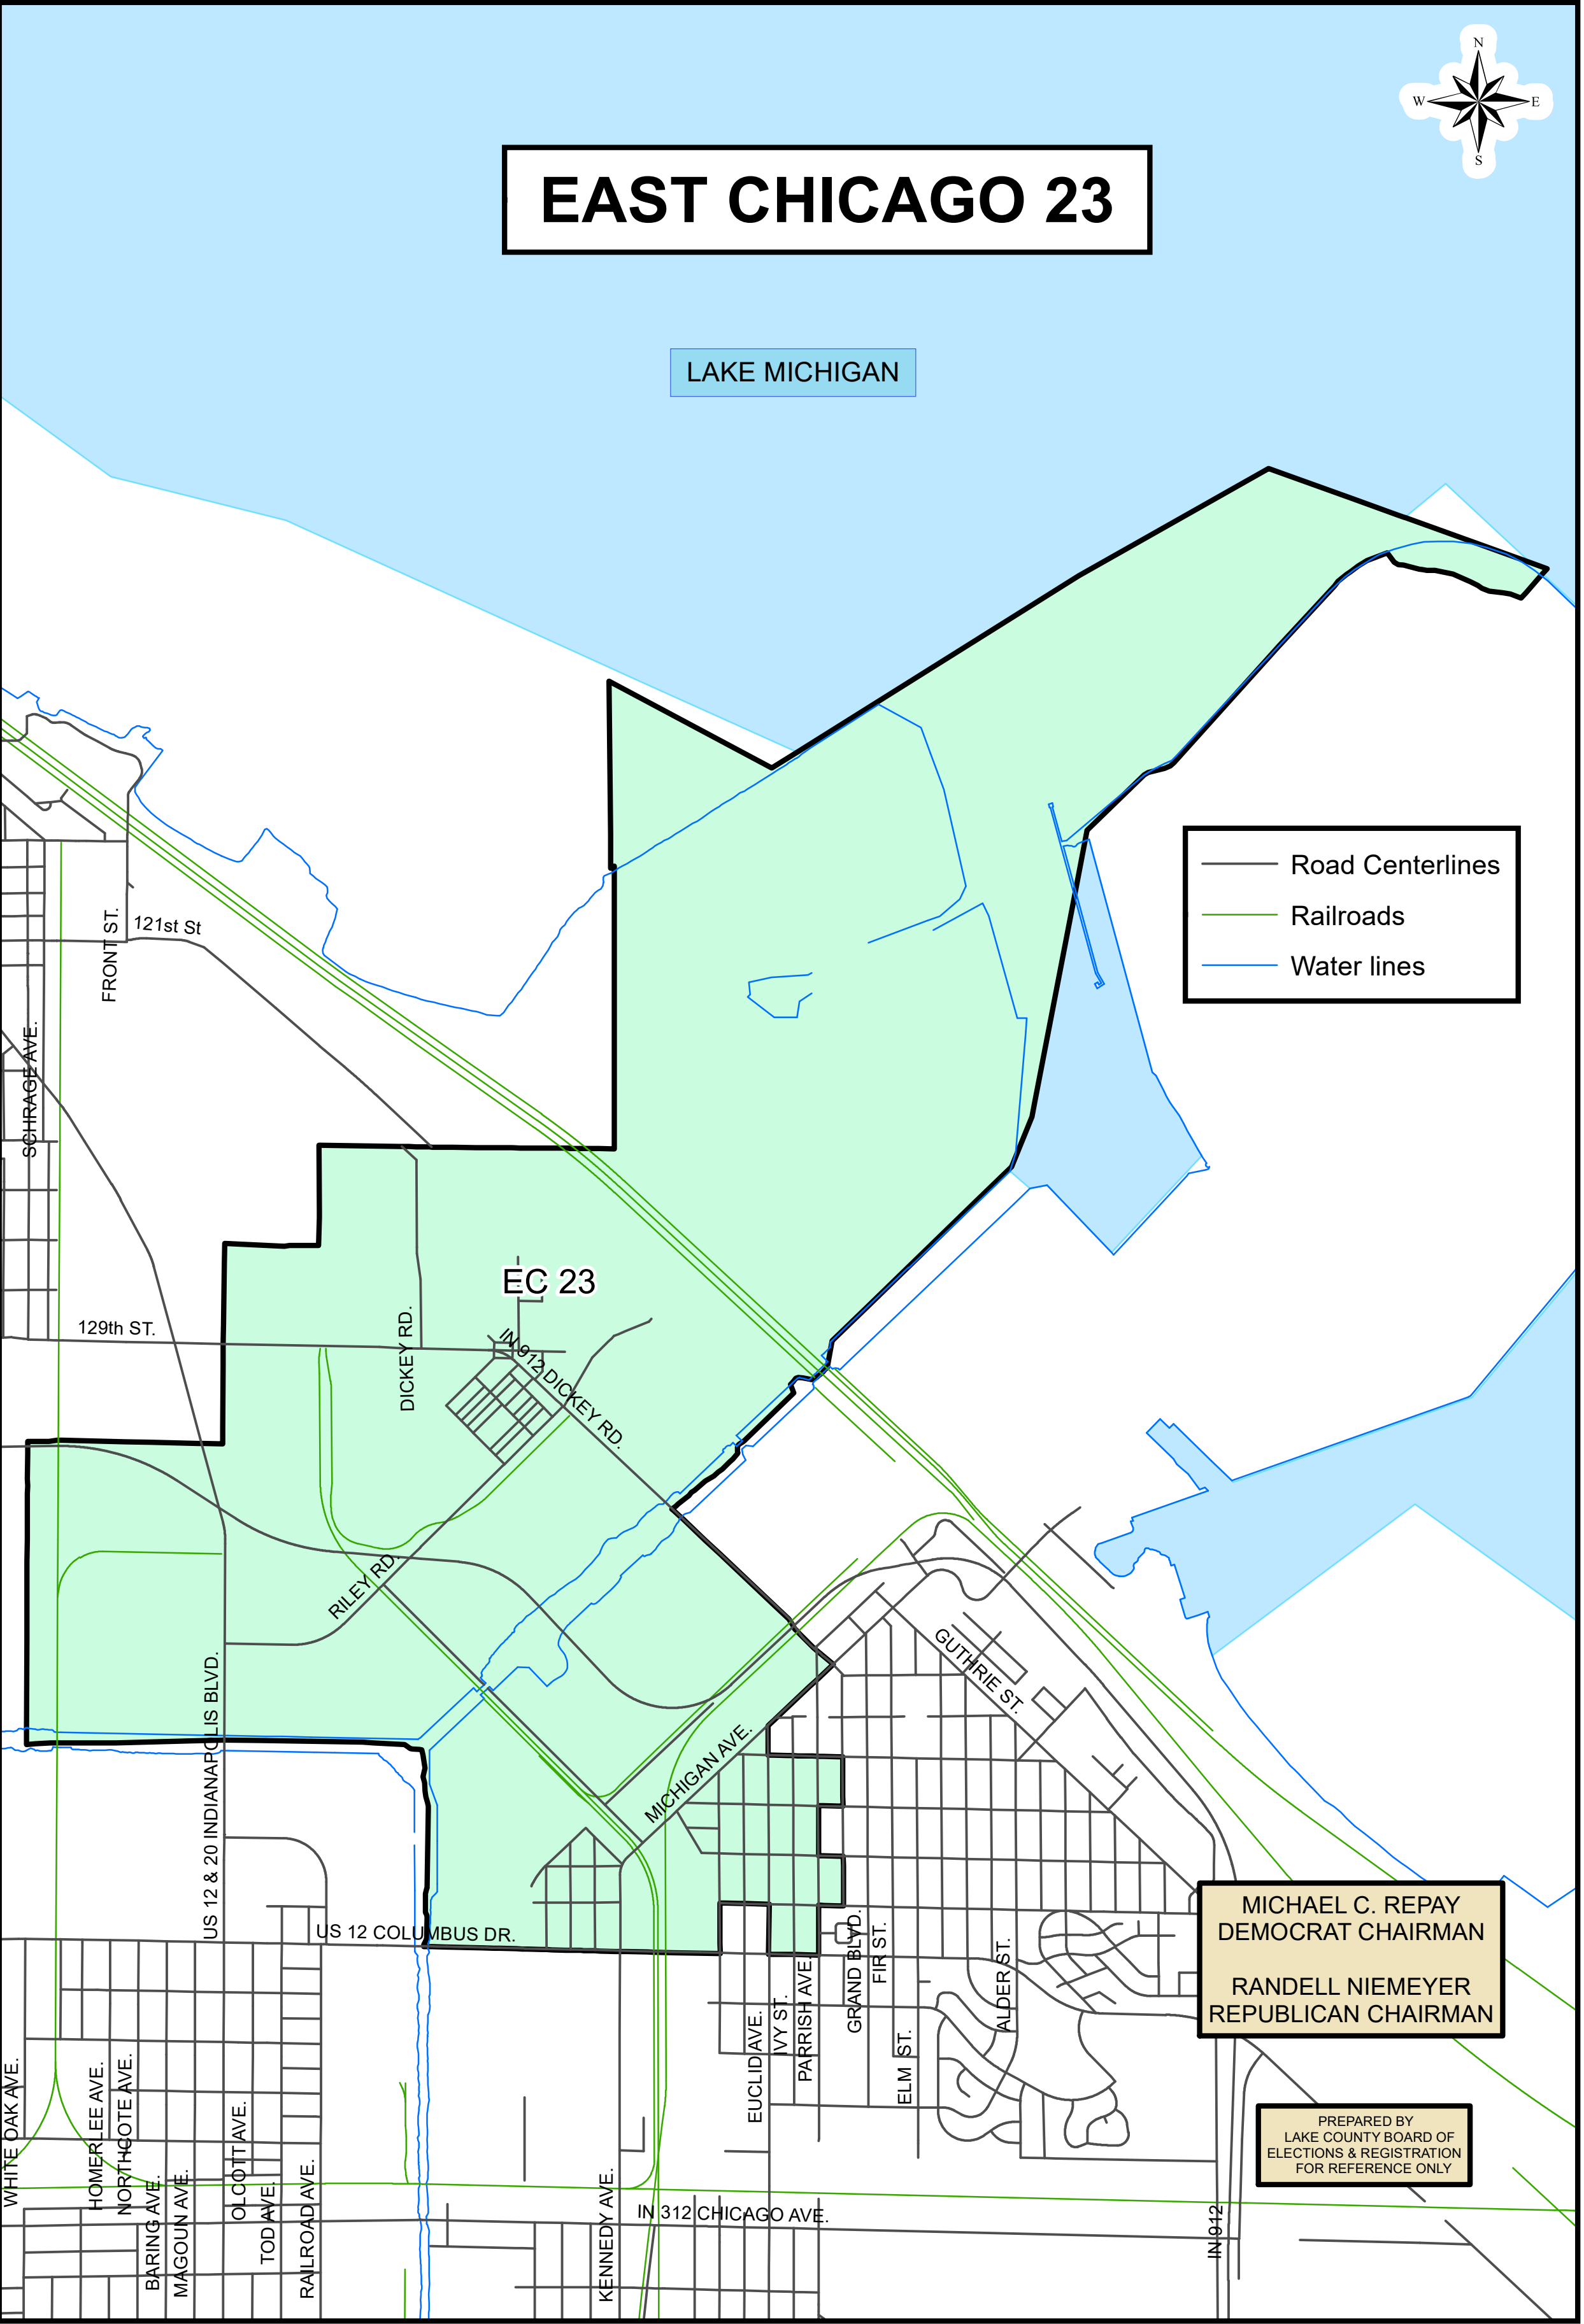 N
W
E
S
EAST CHICAGO 23
LAKE MICHIGAN
Road Centerlines
Railroads
Water lines
FRONT ST.
121st St
SCHRAGE AVE.
EC 23
129th ST.
DICKEY RD.
IN 912 DICKEY RD.
RILEY RD.
GUTHRIE ST.
US 12 & 20 INDIANAPOLIS BLVD.
MICHIGAN AVE.
US 12 COLUMBUS DR.
GRAND BLVD.
FIR ST.
ALDER ST.
MICHAEL C. REPAY
DEMOCRAT CHAIRMAN
RANDELL NIEMEYER
REPUBLICAN CHAIRMAN
EUCLID AVE.
IVY ST.
PARRISH AVE.
ELM ST.
WHITE OAK AVE.
HOMERLEE AVE.
NORTHCOTE AVE.
BARING AVE.
MAGOUN AVE.
OLCOTT AVE.
TOD AVE.
RAILROAD AVE.
KENNEDY AVE.
IN 312 CHICAGO AVE.
IN 912
PREPARED BY
LAKE COUNTY BOARD OF
ELECTIONS & REGISTRATION
FOR REFERENCE ONLY